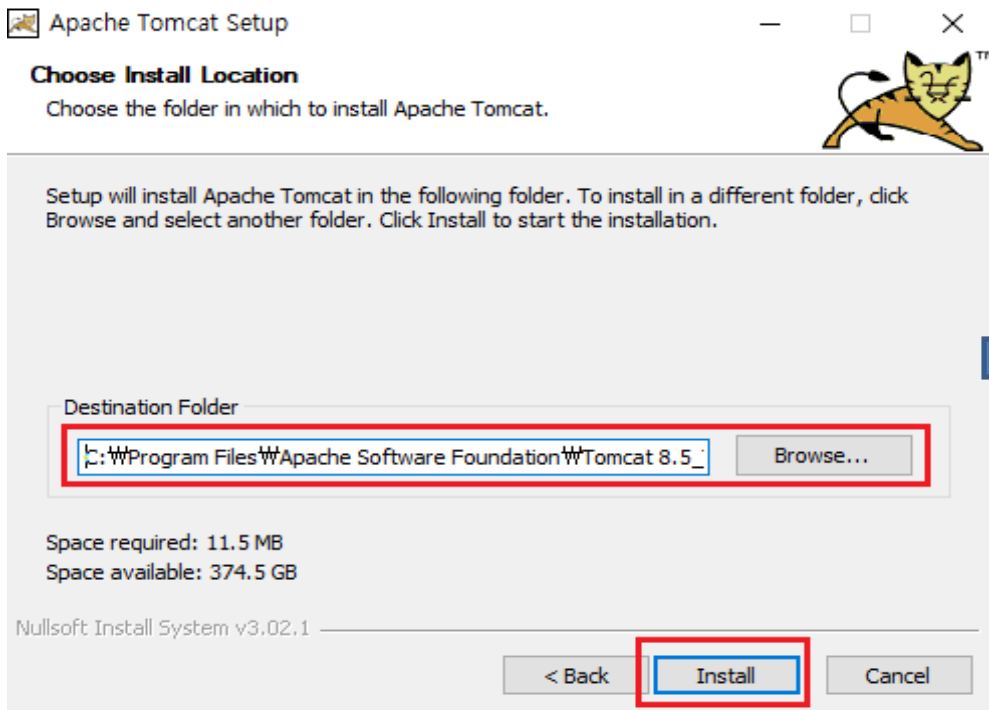 Apache Tomcat Setup
TM
Choose Install Location
Choose the folder in which to install Apache Tomcat.
Setup will install Apache Tomcat in the following folder. To install in a different folder, click
Browse and select another folder. Click Install to start the installation.
Destination Folder
C:₩Program Files₩Apache Software Foundation₩Tomcat 8.5_
Browse...
Space required: 11.5 MB
Space available: 374.5 GB
Nullsoft Install System v3.02.1
< Back
Install
Cancel